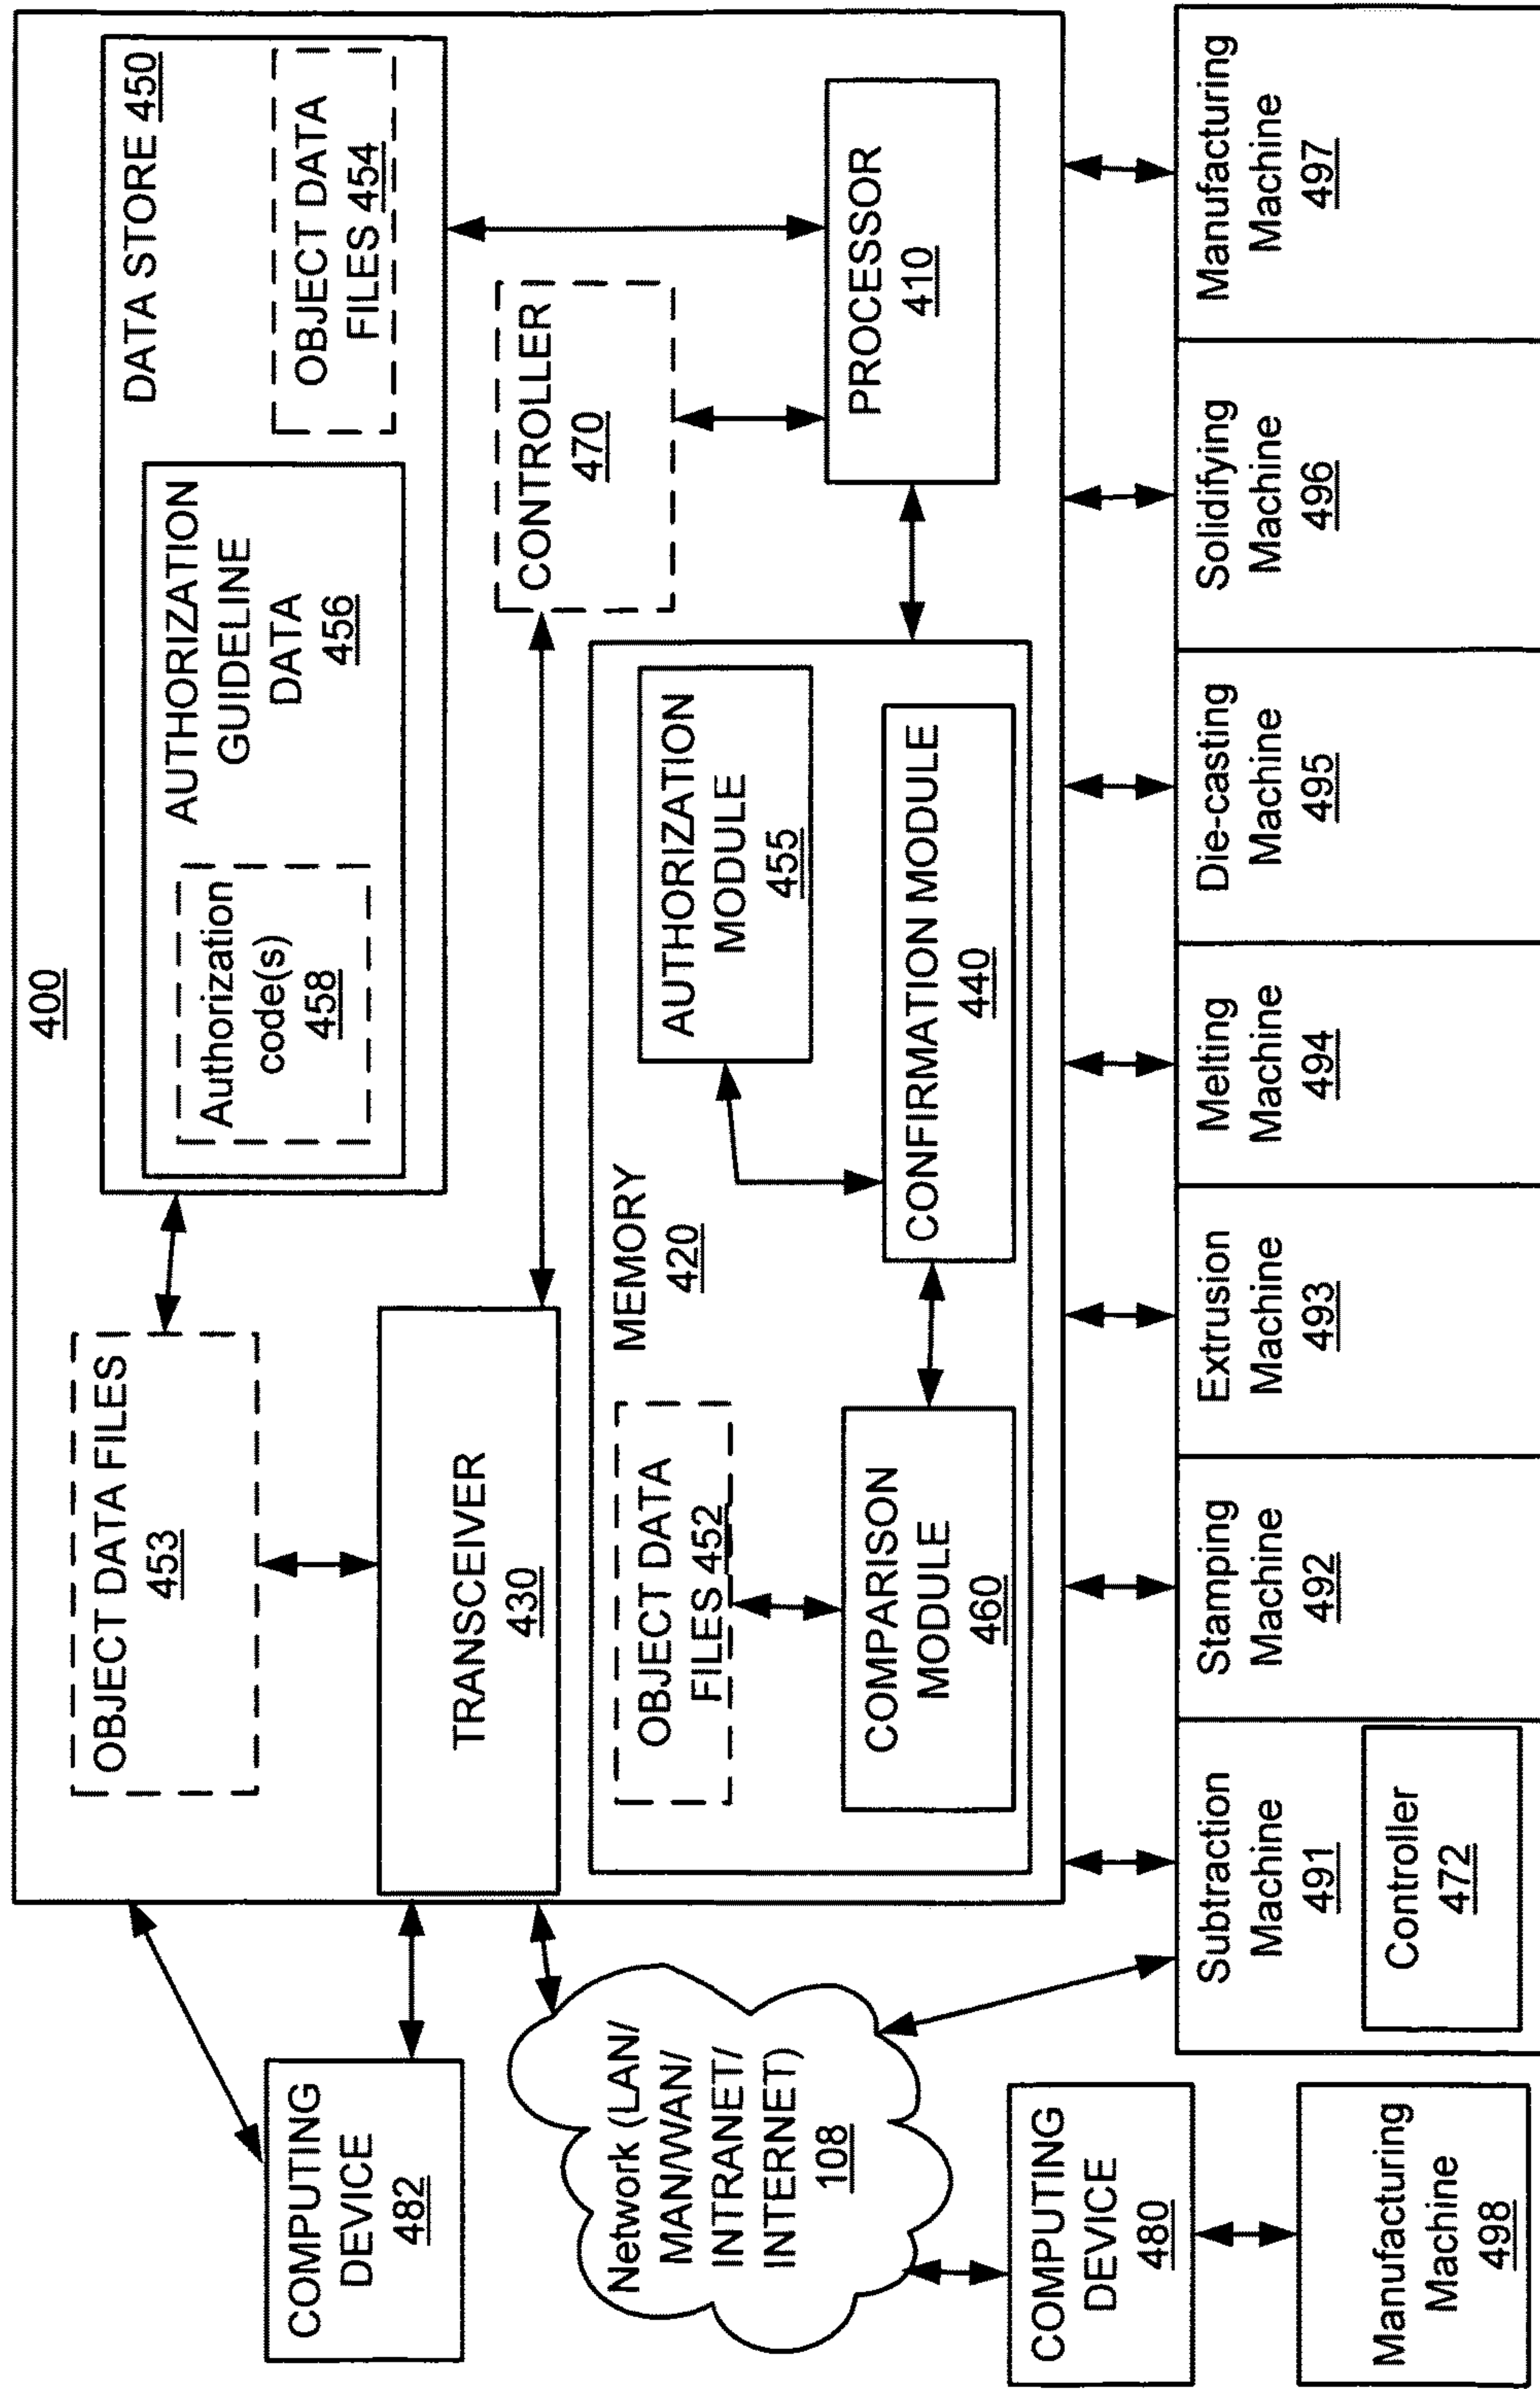 400
DATA STORE 450
AUTHORIZATION
GUIDELINE
DATA
456
Authorization
code(s)
458
OBJECT DATA
FILES 454
OBJECT DATA FILES
453
TRANSCEIVER
430
CONTROLLER
470
PROCESSOR
410
MEMORY
420
OBJECT DATA
FILES 452
COMPARISON
MODULE
460
AUTHORIZATION
MODULE
455
CONFIRMATION MODULE
440
COMPUTING
DEVICE
482
Network (LAN/
MAN/WAN/
INTRANET/
INTERNET)
108
COMPUTING
DEVICE
480
Manufacturing
Machine
498
Subtraction
Machine
491
Controller
472
Stamping
Machine
492
Extrusion
Machine
493
Melting
Machine
494
Die-casting
Machine
495
Solidifying
Machine
496
Manufacturing
Machine
497